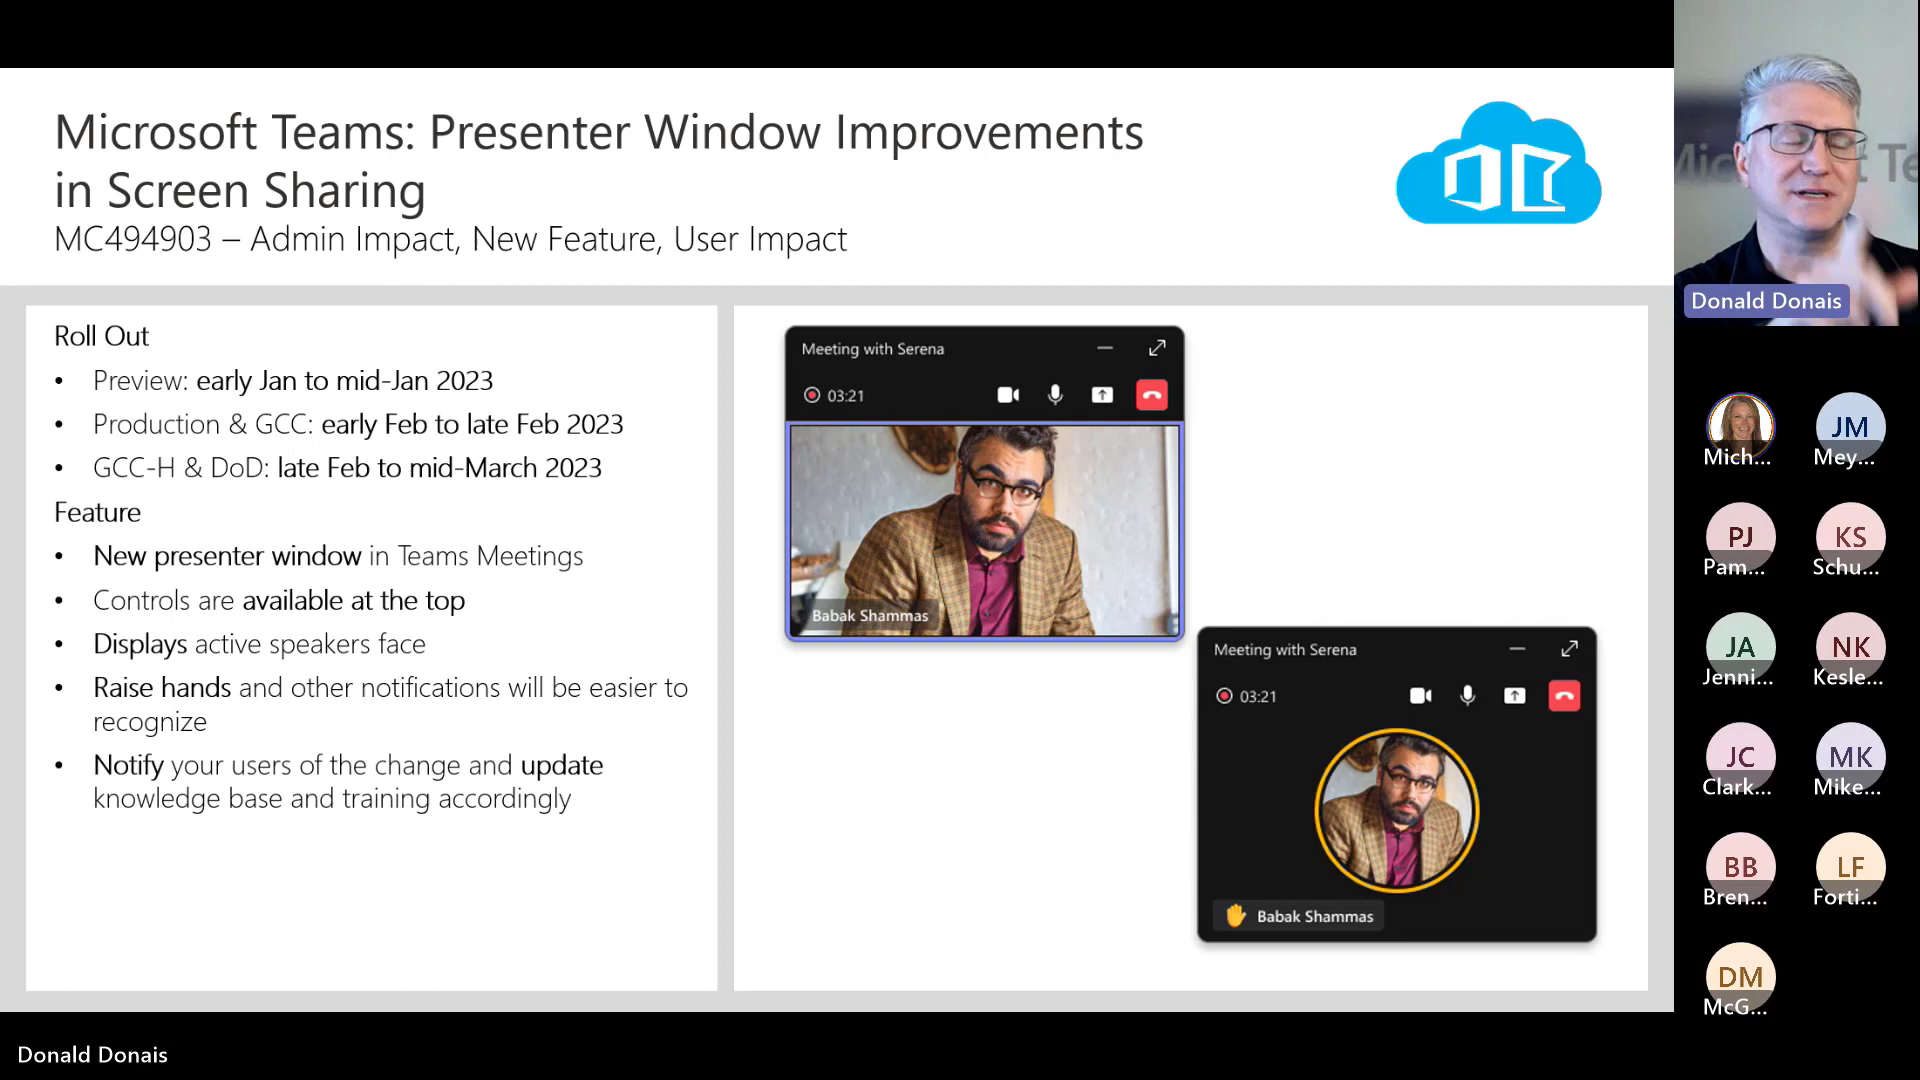 Microsoft Teams: Presenter Window Improvements
in Screen Sharing
MC494903 – Admin Impact, New Feature, User Impact
Roll Out
• Preview: early Jan to mid-Jan 2023
• Production & GCC: early Feb to late Feb 2023
• GCC-H & DoD: late Feb to mid-March 2023
Feature
• New presenter window in Teams Meetings
• Controls are available at the top
• Displays active speakers face
• Raise hands and other notifications will be easier to
recognize
• Notify your users of the change and update
knowledge base and training accordingly
Meeting with Serena
03:21
Babak Shammas
Meeting with Serena
03:21
Babak Shammas
Donald Donais
Mich...
JM
Mey...
PJ
Pam...
KS
Schu...
JA
Jenni...
NK
Kesle...
JC
Clark...
MK
Mike...
BB
Bren...
LF
Forti...
DM
McG...
Donald Donais